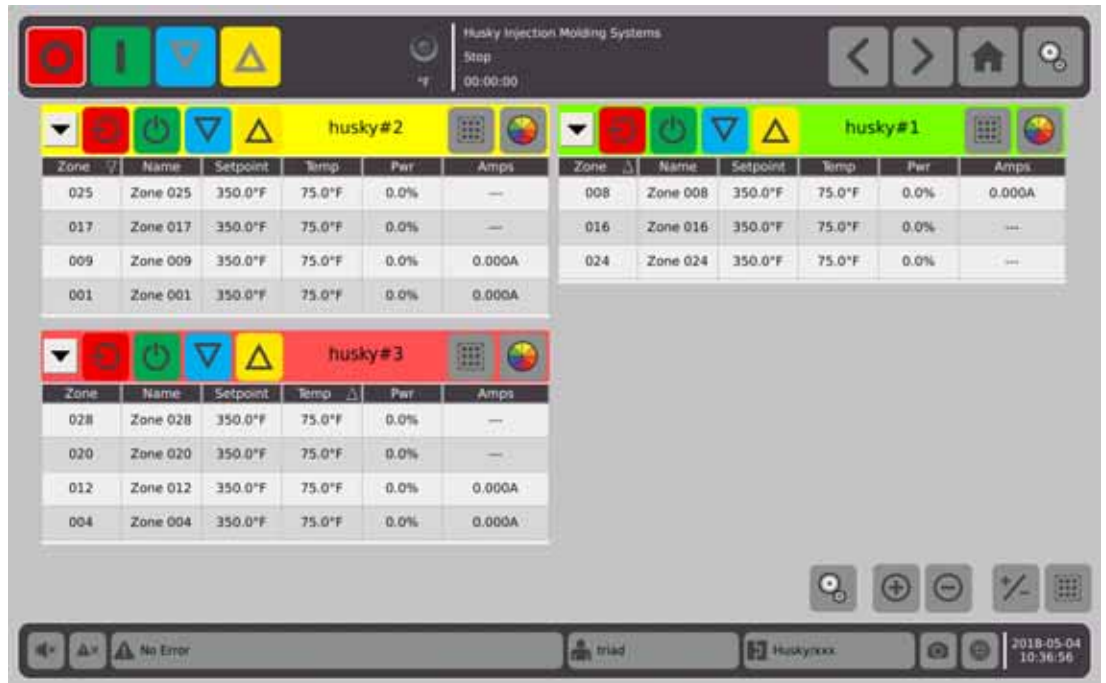 Husky Injection Molding Systems
Stop
°F 00:00:00
husky#2
Zone Name Setpoint Temp Pwr Amps
025 Zone 025 350.0°F 75.0°F 0.0% ---
017 Zone 017 350.0°F 75.0°F 0.0% ---
009 Zone 009 350.0°F 75.0°F 0.0% 0.000A
001 Zone 001 350.0°F 75.0°F 0.0% 0.000A
husky#1
Zone Name Setpoint Temp Pwr Amps
008 Zone 008 350.0°F 75.0°F 0.0% 0.000A
016 Zone 016 350.0°F 75.0°F 0.0% ---
024 Zone 024 350.0°F 75.0°F 0.0% ---
husky#3
Zone Name Setpoint Temp Pwr Amps
028 Zone 028 350.0°F 75.0°F 0.0% ---
020 Zone 020 350.0°F 75.0°F 0.0% ---
012 Zone 012 350.0°F 75.0°F 0.0% 0.000A
004 Zone 004 350.0°F 75.0°F 0.0% 0.000A
No Error triad 2018-05-04
10:36:56